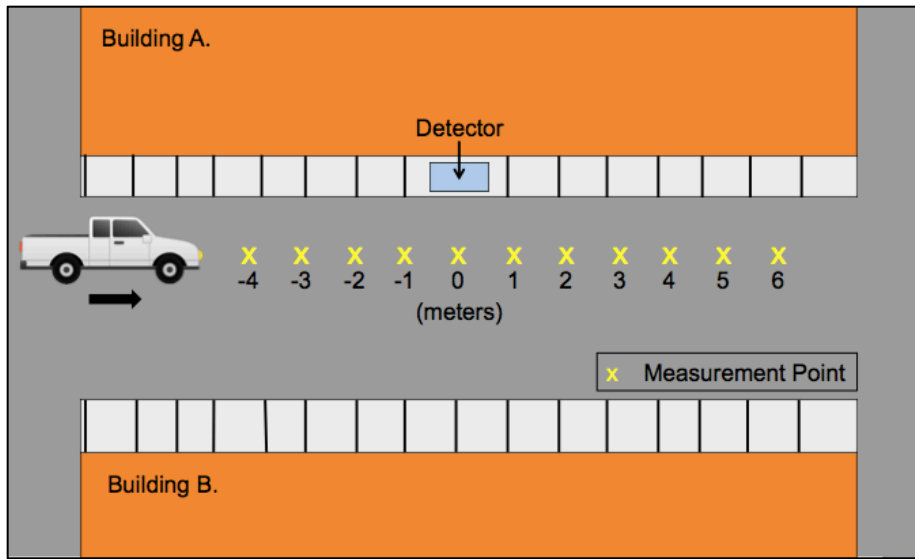 Building A.
Detector
x x x x x x x x x x x
-4 -3 -2 -1 0 1 2 3 4 5 6
(meters)
x Measurement Point
Building B.